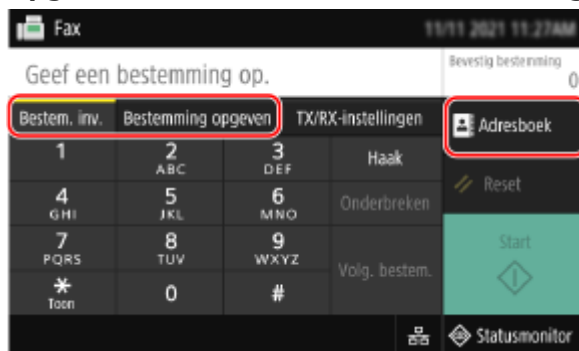 Fax
11/11 2021 11:27AM
Geef een bestemming op.
Bevestig bestemming
0
Bestem. inv.
Bestemming opgeven
TX/RX-instellingen
Adresboek
1
2
ABC
3
DEF
Haak
Reset
4
GHI
5
JKL
6
MNO
Onderbreken
7
PQRS
8
TUV
9
WXYZ
Volg. bestem.
Start
*
Toon
0
#
Statusmonitor